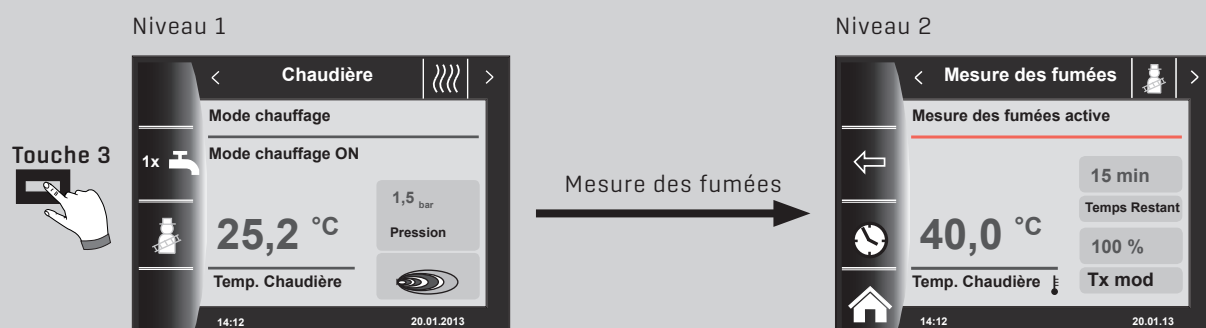 Niveau 1
Niveau 2
< Chaudière >
Mode chauffage
Mode chauffage ON
Touche 3
1x
1,5 bar
Pression
25,2 °C
Temp. Chaudière
14:12 20.01.2013
Mesure des fumées
< Mesure des fumées >
Mesure des fumées active
15 min
Temps Restant
40,0 °C
100 %
Temp. Chaudière
Tx mod
14:12 20.01.13